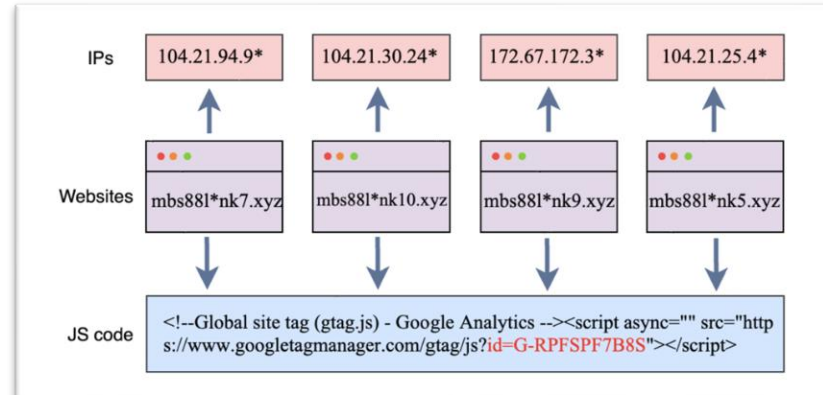 IPs
104.21.94.9*
104.21.30.24*
172.67.172.3*
104.21.25.4*
Websites
mbs88l*nk7.xyz
mbs88l*nk10.xyz
mbs88l*nk9.xyz
mbs88l*nk5.xyz
JS code
<!--Global site tag (gtag.js) - Google Analytics --><script async="" src="http
s://www.googletagmanager.com/gtag/js?id=G-RPFSPF7B8S"></script>